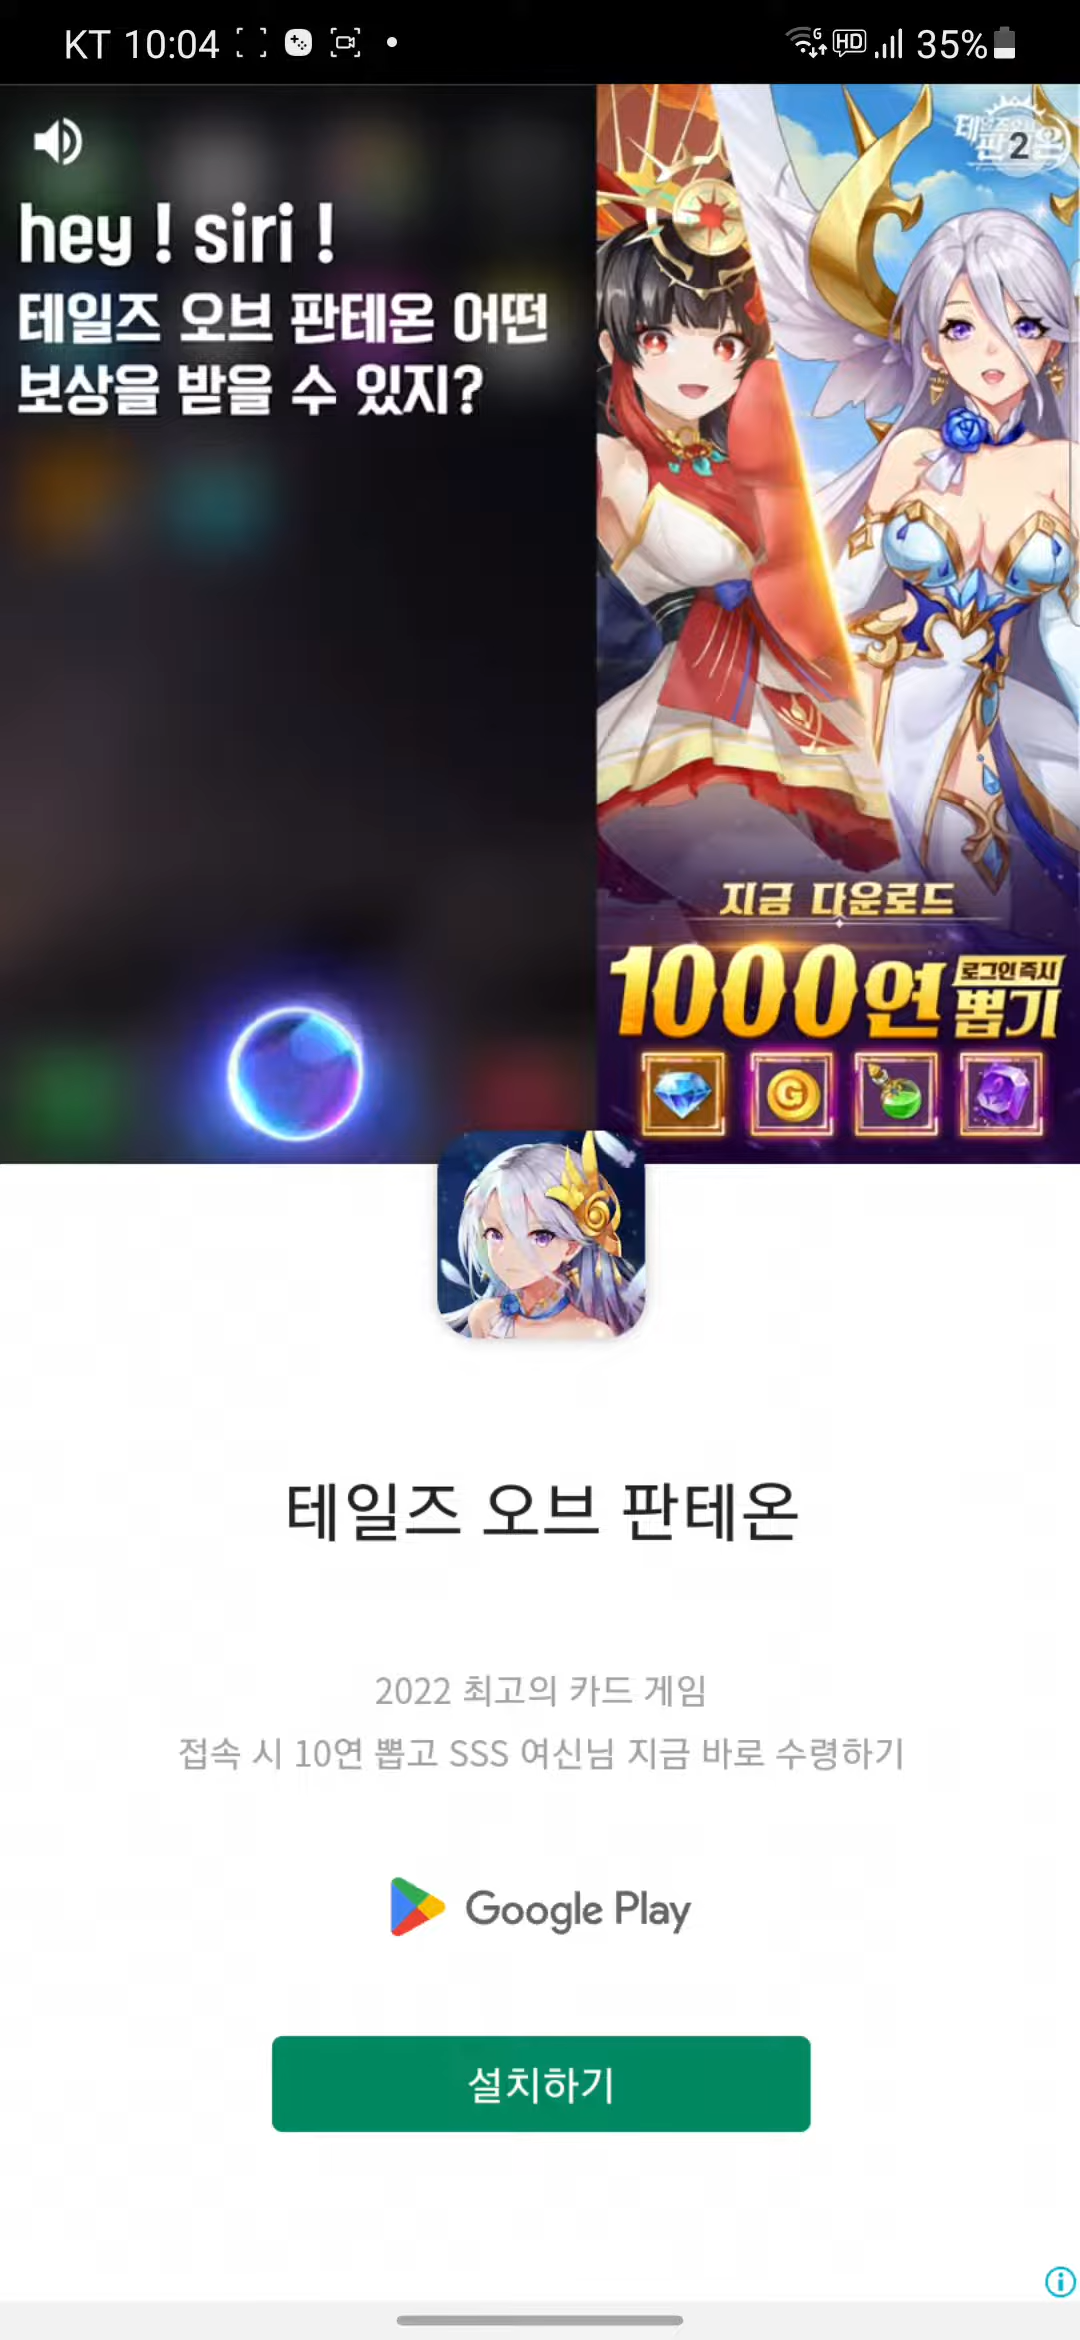 KT 10:04
HD 35%
hey ! siri !
테일즈 오브 판테온 어떤
보상을 받을 수 있지?
2
지금 다운로드
1000연 로그인 즉시 뽑기
G
테일즈 오브 판테온
2022 최고의 카드 게임
접속 시 10연 뽑고 SSS 여신님 지금 바로 수령하기
Google Play
설치하기